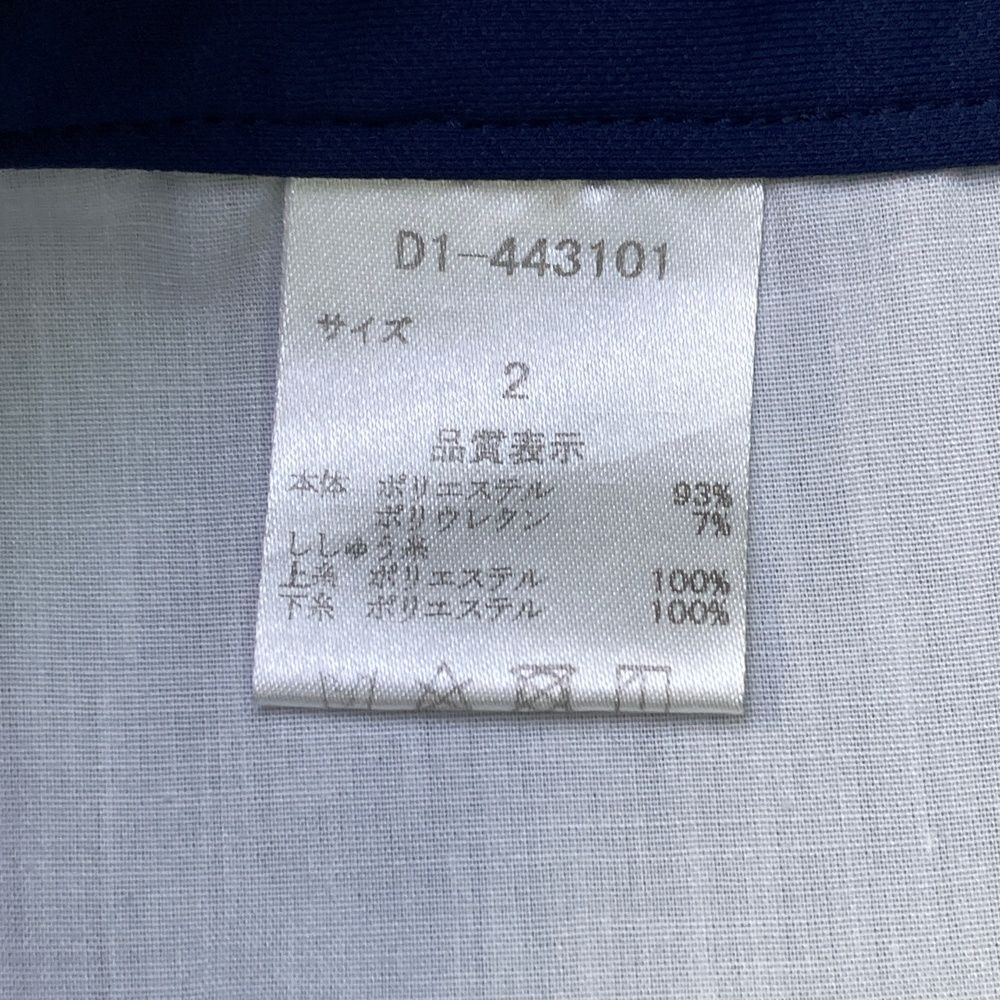 D1-443101
サイズ
2
品質表示
本体 ポリエステル 93%
ポリウレタン 7%
ししゅう糸
上糸 ポリエステル 100%
下糸 ポリエステル 100%